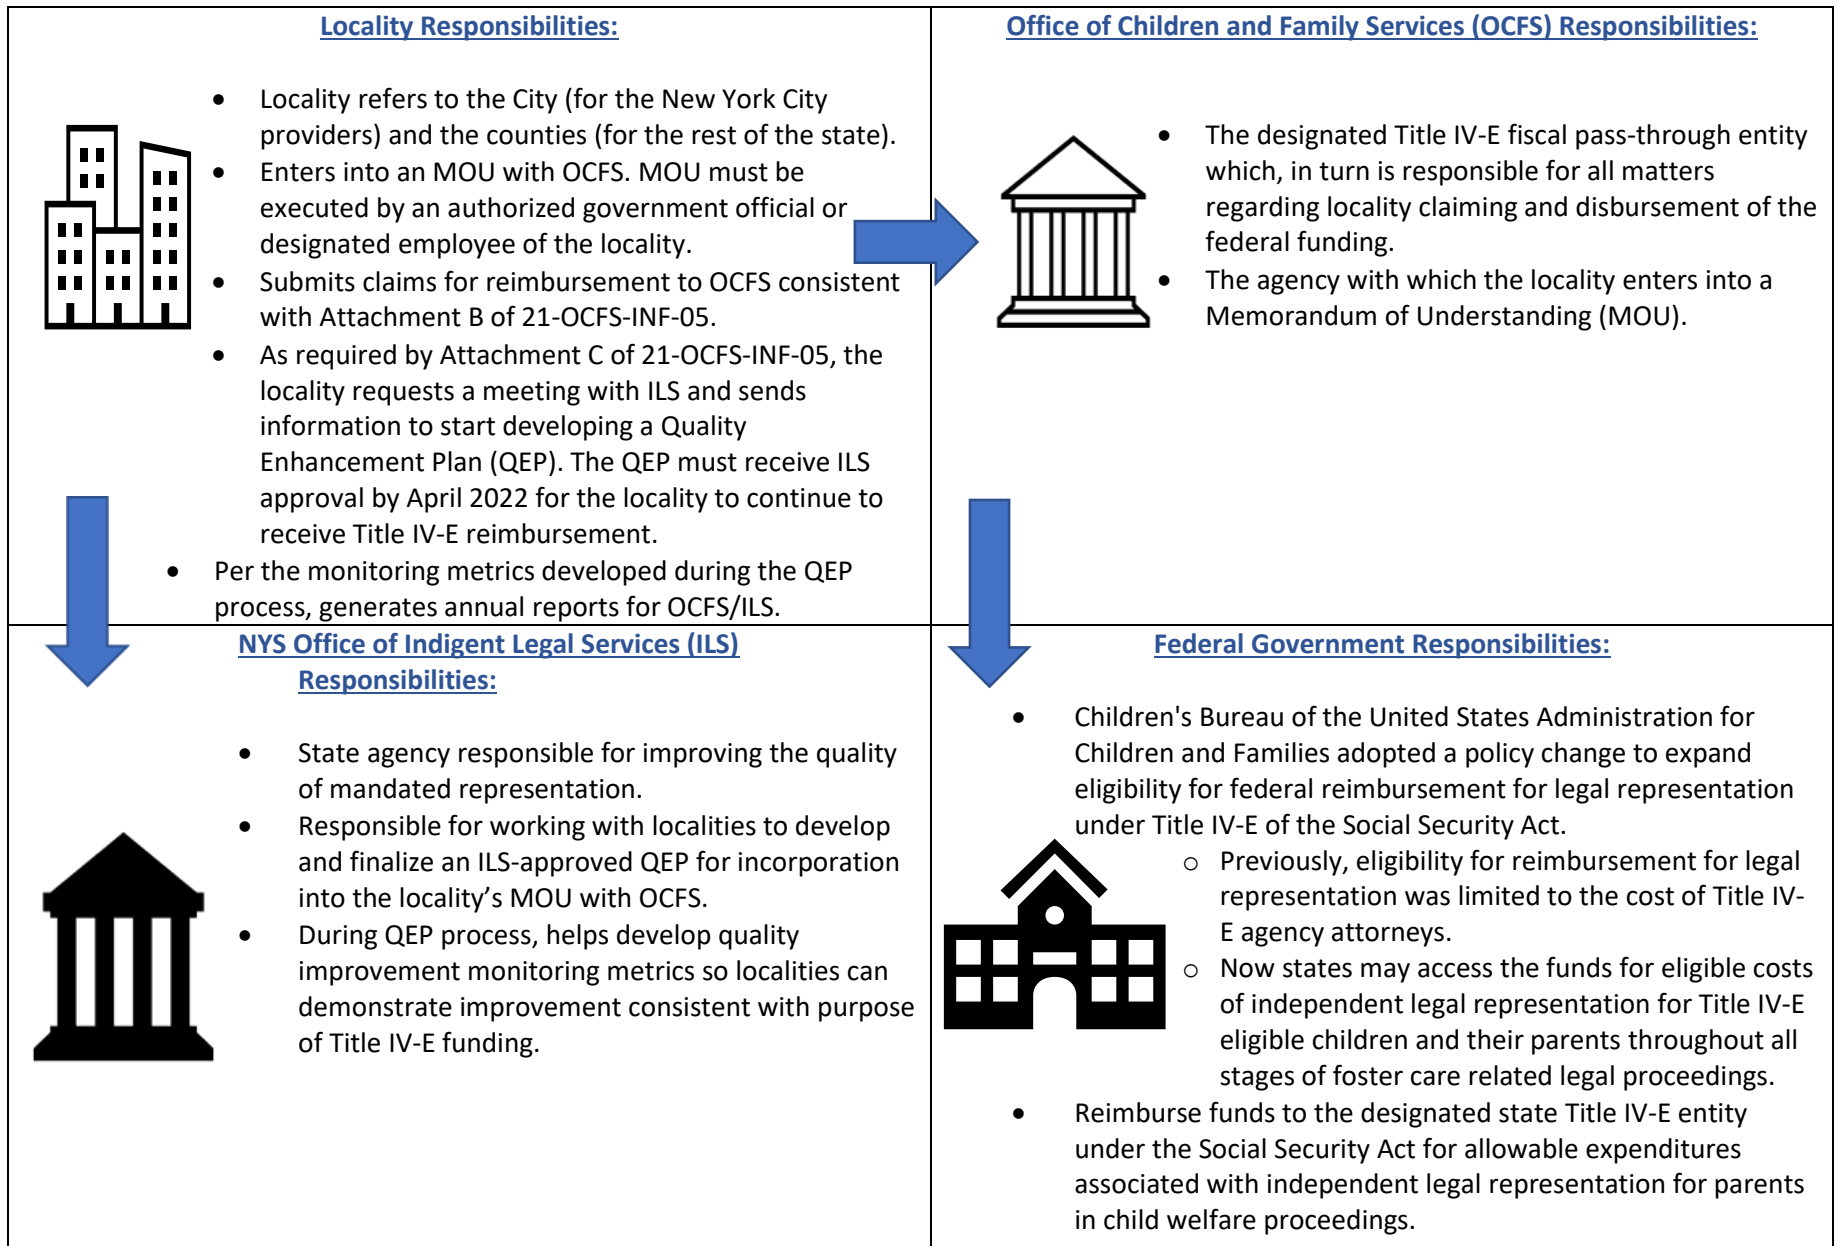 Locality Responsibilities:
Locality refers to the City (for the New York City
providers) and the counties (for the rest of the state).
Enters into an MOU with OCFS. MOU must be
executed by an authorized government official or
designated employee of the locality.
Submits claims for reimbursement to OCFS consistent
with Attachment B of 21-OCFS-INF-05.
As required by Attachment C of 21-OCFS-INF-05, the
locality requests a meeting with ILS and sends
information to start developing a Quality
Enhancement Plan (QEP). The QEP must receive ILS
approval by April 2022 for the locality to continue to
receive Title IV-E reimbursement.
Per the monitoring metrics developed during the QEP
process, generates annual reports for OCFS/ILS.
Office of Children and Family Services (OCFS) Responsibilities:
The designated Title IV-E fiscal pass-through entity
which, in turn is responsible for all matters
regarding locality claiming and disbursement of the
federal funding.
The agency with which the locality enters into a
Memorandum of Understanding (MOU).
NYS Office of Indigent Legal Services (ILS)
Responsibilities:
State agency responsible for improving the quality
of mandated representation.
Responsible for working with localities to develop
and finalize an ILS-approved QEP for incorporation
into the locality’s MOU with OCFS.
During QEP process, helps develop quality
improvement monitoring metrics so localities can
demonstrate improvement consistent with purpose
of Title IV-E funding.
Federal Government Responsibilities:
Children's Bureau of the United States Administration for
Children and Families adopted a policy change to expand
eligibility for federal reimbursement for legal representation
under Title IV-E of the Social Security Act.
Previously, eligibility for reimbursement for legal
representation was limited to the cost of Title IV-
E agency attorneys.
Now states may access the funds for eligible costs
of independent legal representation for Title IV-E
eligible children and their parents throughout all
stages of foster care related legal proceedings.
Reimburse funds to the designated state Title IV-E entity
under the Social Security Act for allowable expenditures
associated with independent legal representation for parents
in child welfare proceedings.